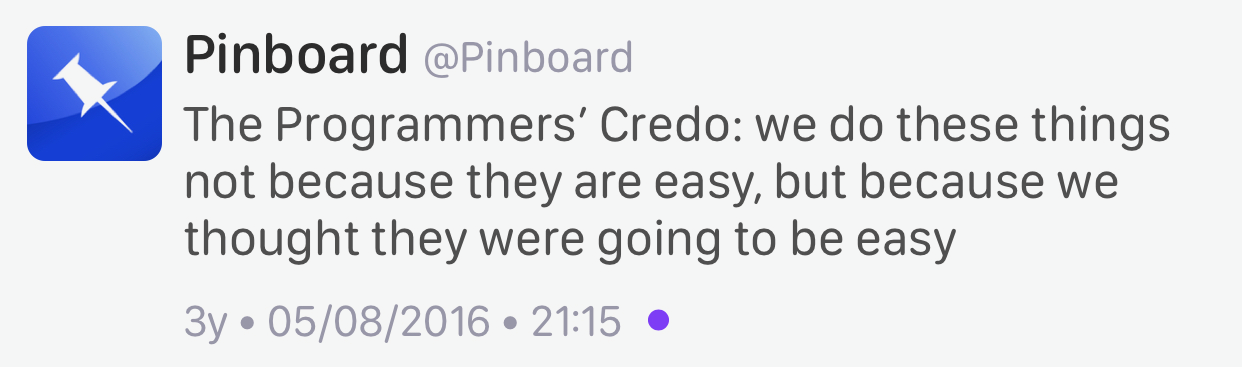 Pinboard @Pinboard
The Programmers’ Credo: we do these things
not because they are easy, but because we
thought they were going to be easy
3y • 05/08/2016 • 21:15